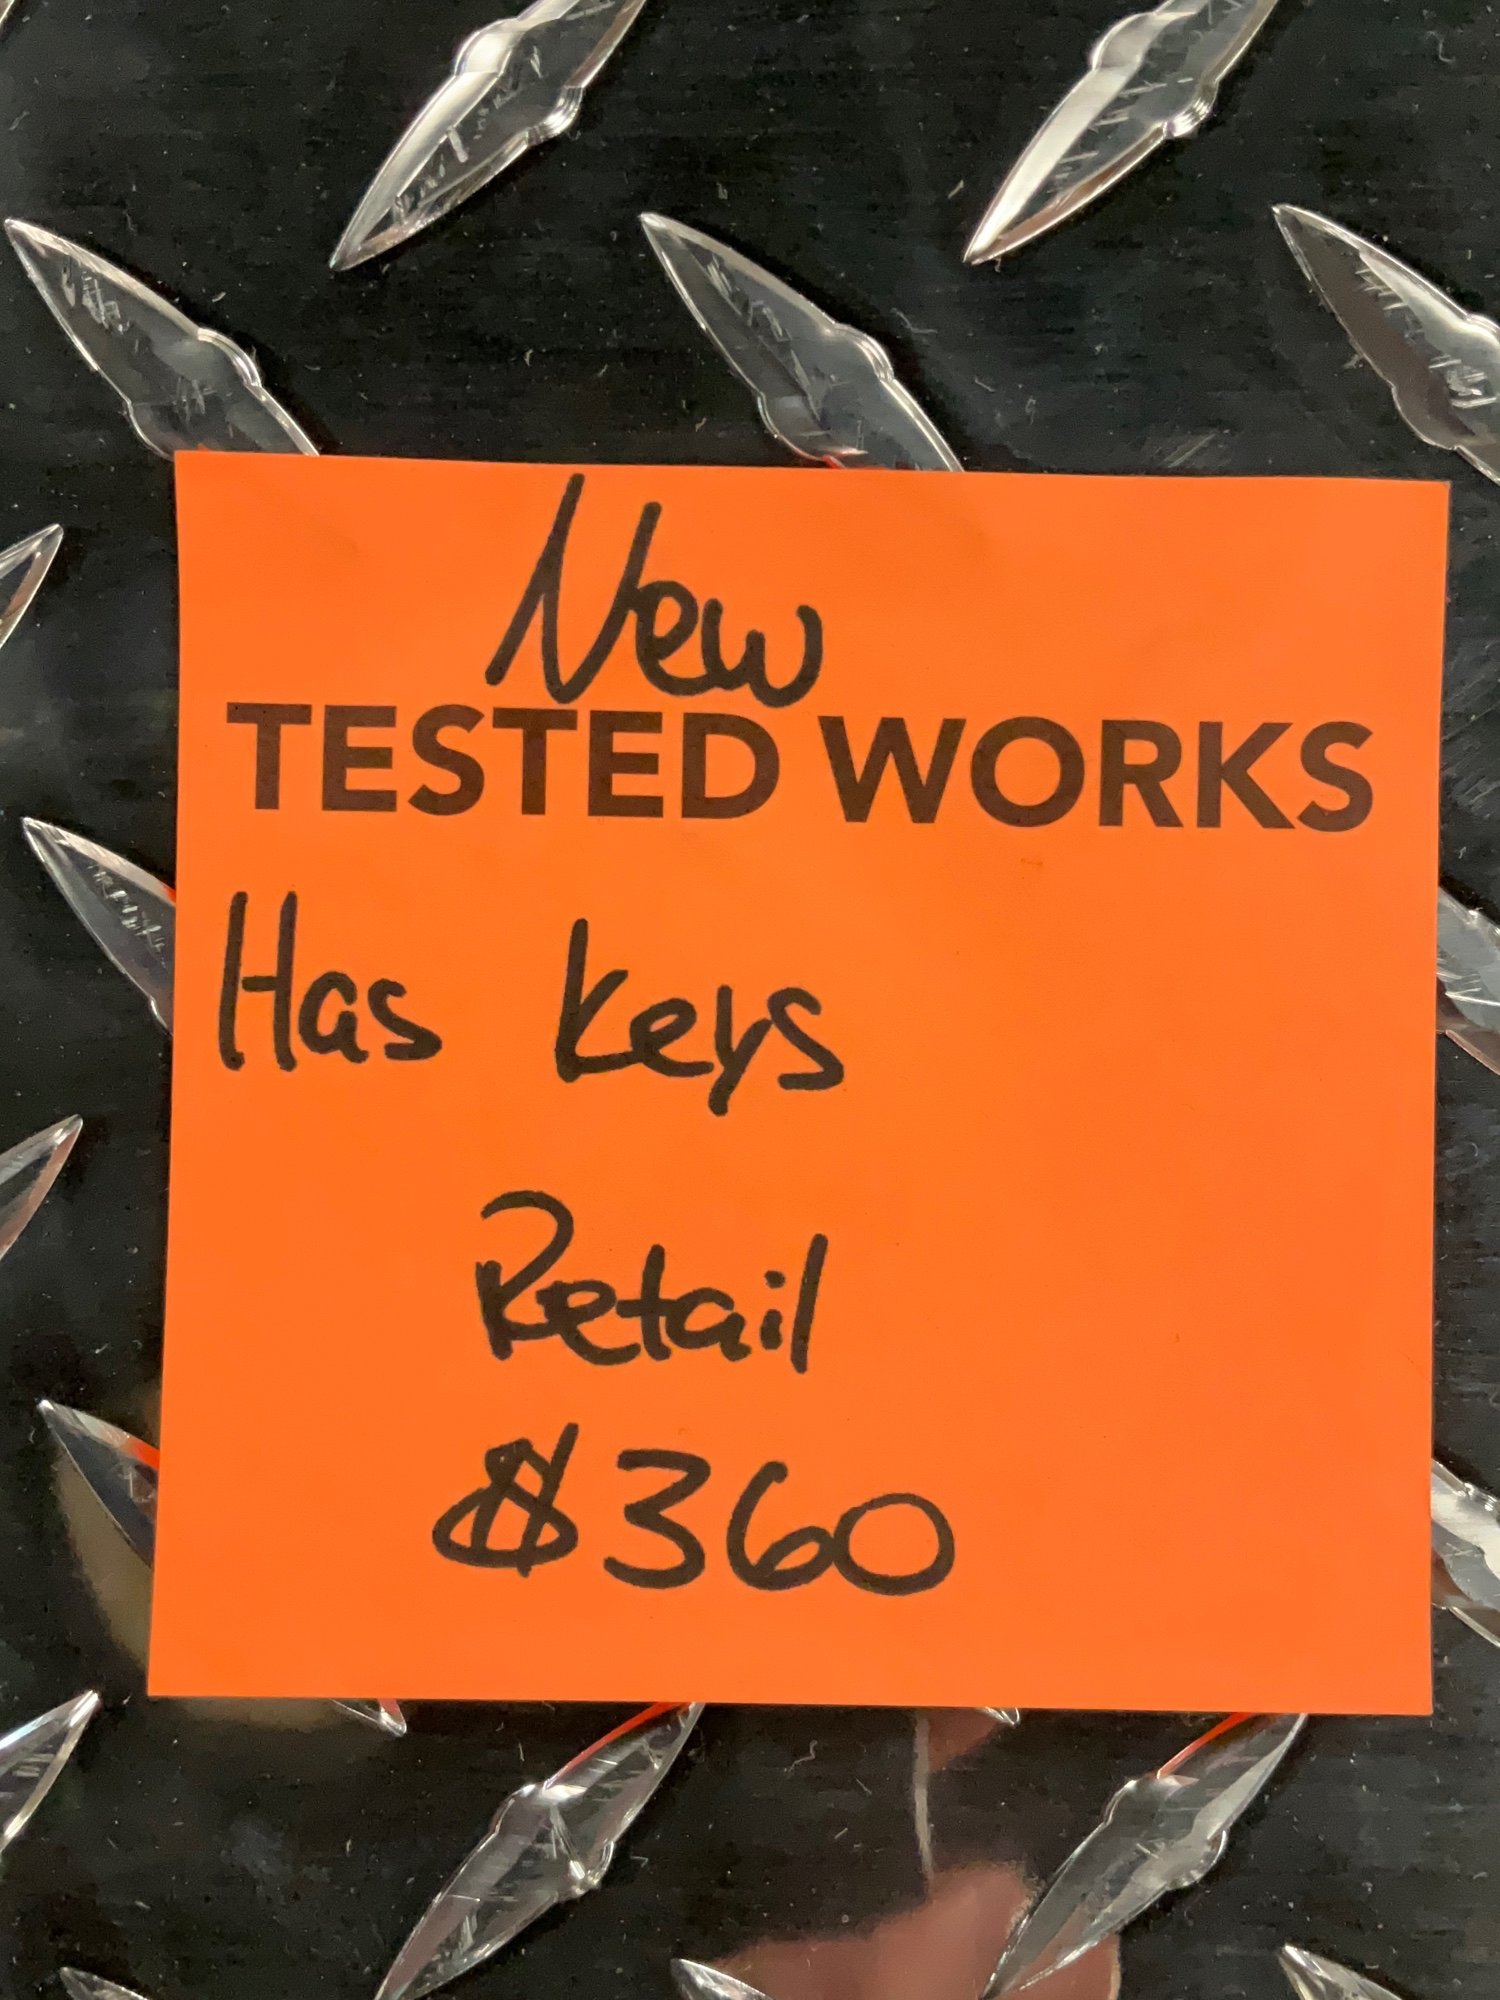 New
TESTED WORKS
Has keys
Retail
$360